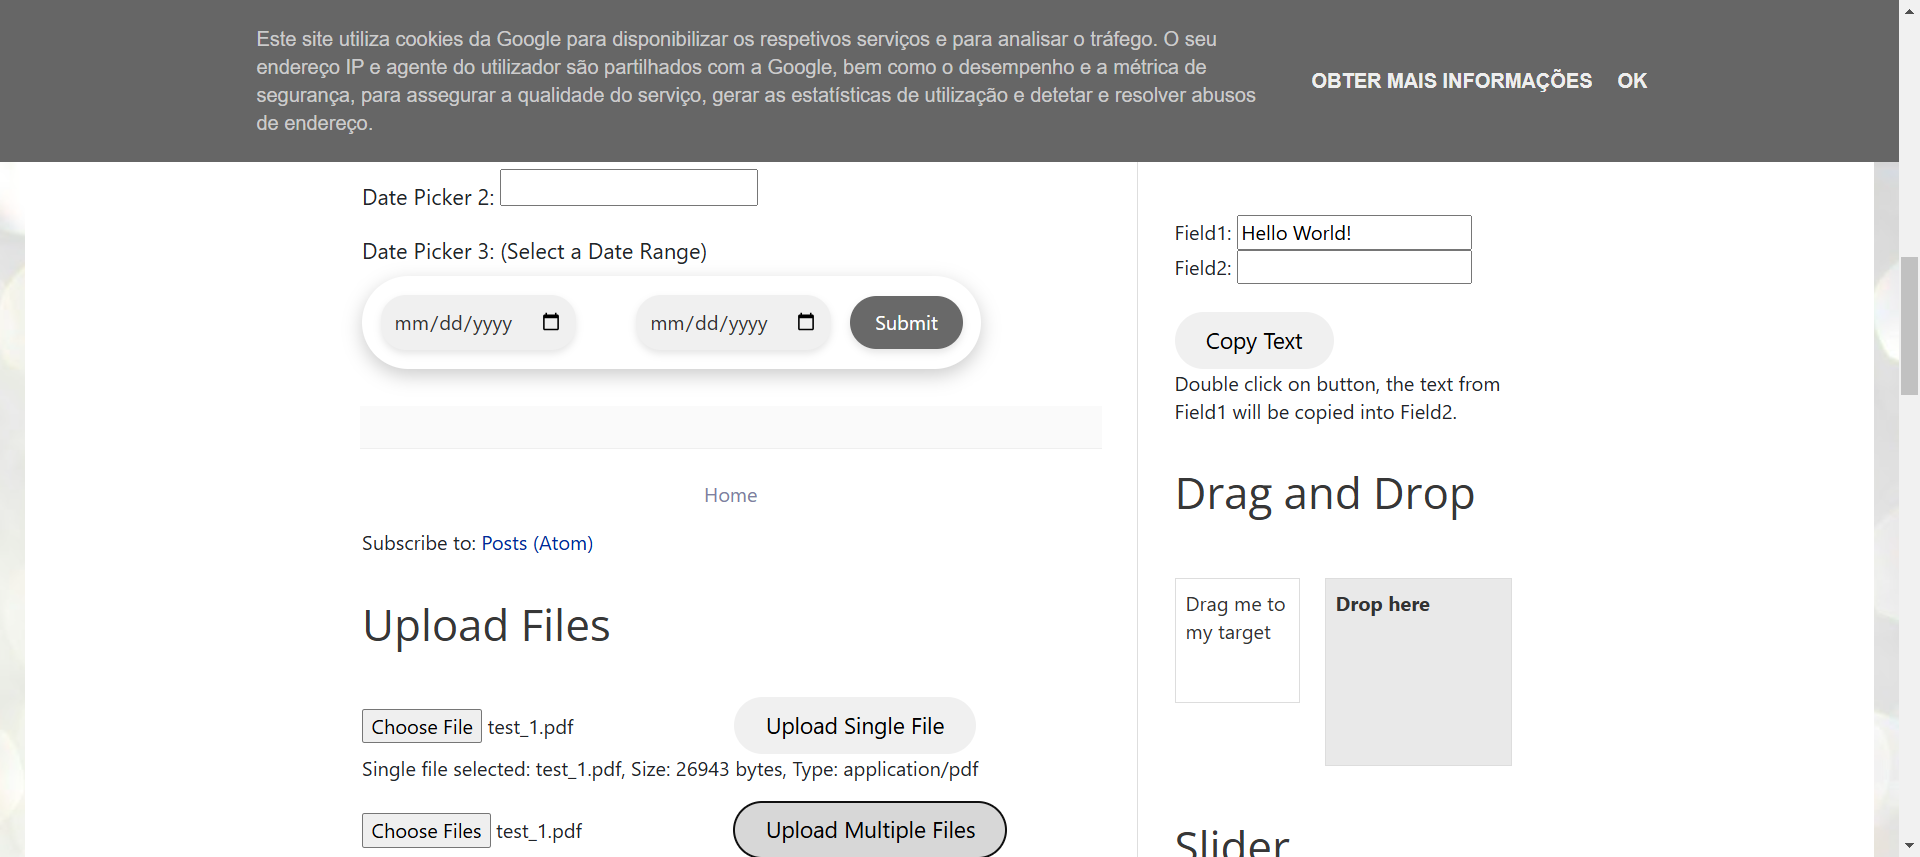 Este site utiliza cookies da Google para disponibilizar os respetivos serviços e para analisar o tráfego. O seu
endereço IP e agente do utilizador são partilhados com a Google, bem como o desempenho e a métrica de
segurança, para assegurar a qualidade do serviço, gerar as estatísticas de utilização e detetar e resolver abusos
de endereço.
OBTER MAIS INFORMAÇÕES OK
Date Picker 2:
Date Picker 3: (Select a Date Range)
mm/dd/yyyy mm/dd/yyyy Submit
Home
Subscribe to: Posts (Atom)
Upload Files
Choose File test_1.pdf Upload Single File
Single file selected: test_1.pdf, Size: 26943 bytes, Type: application/pdf
Choose Files test_1.pdf Upload Multiple Files
Field1: Hello World!
Field2:
Copy Text
Double click on button, the text from
Field1 will be copied into Field2.
Drag and Drop
Drag me to
my target
Drop here
Slider